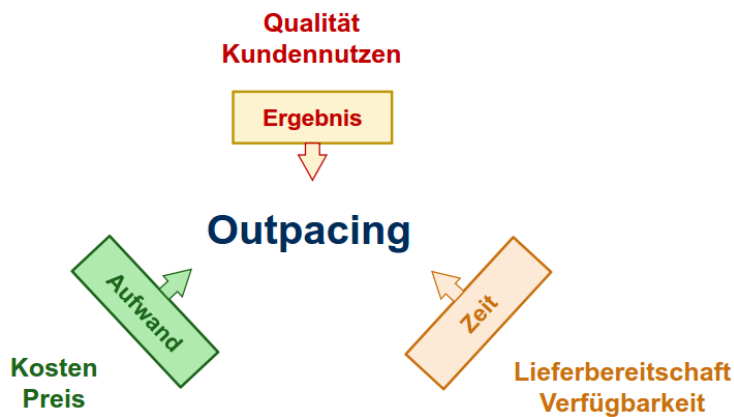 Qualität
Kundennutzen
Ergebnis
Outpacing
Aufwand
Zeit
Kosten
Preis
Lieferbereitschaft
Verfügbarkeit